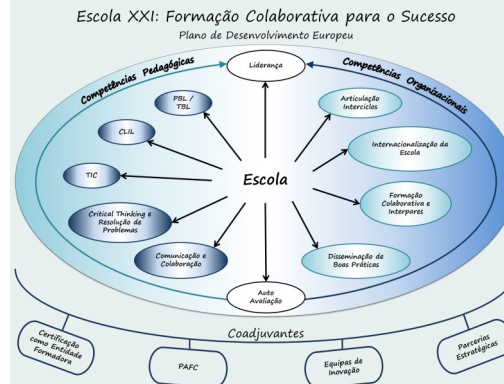 Escola XXI: Formação Colaborativa para o Sucesso
Plano de Desenvolvimento Europeu
Competências Pedagógicas
Liderança
Competências Organizacionais
PBL /
TBL
Articulação
Interciclos
CLIL
Internacionalização da
Escola
TIC
Escola
Formação
Colaborativa e
Interpares
Critical Thinking e
Resolução de
Problemas
Comunicação e
Colaboração
Disseminação de
Boas Práticas
Auto
Avaliação
Coadjuvantes
Certificação
como Entidade
Formadora
PAFC
Equipas de
Inovação
Parcerias
Estratégicas